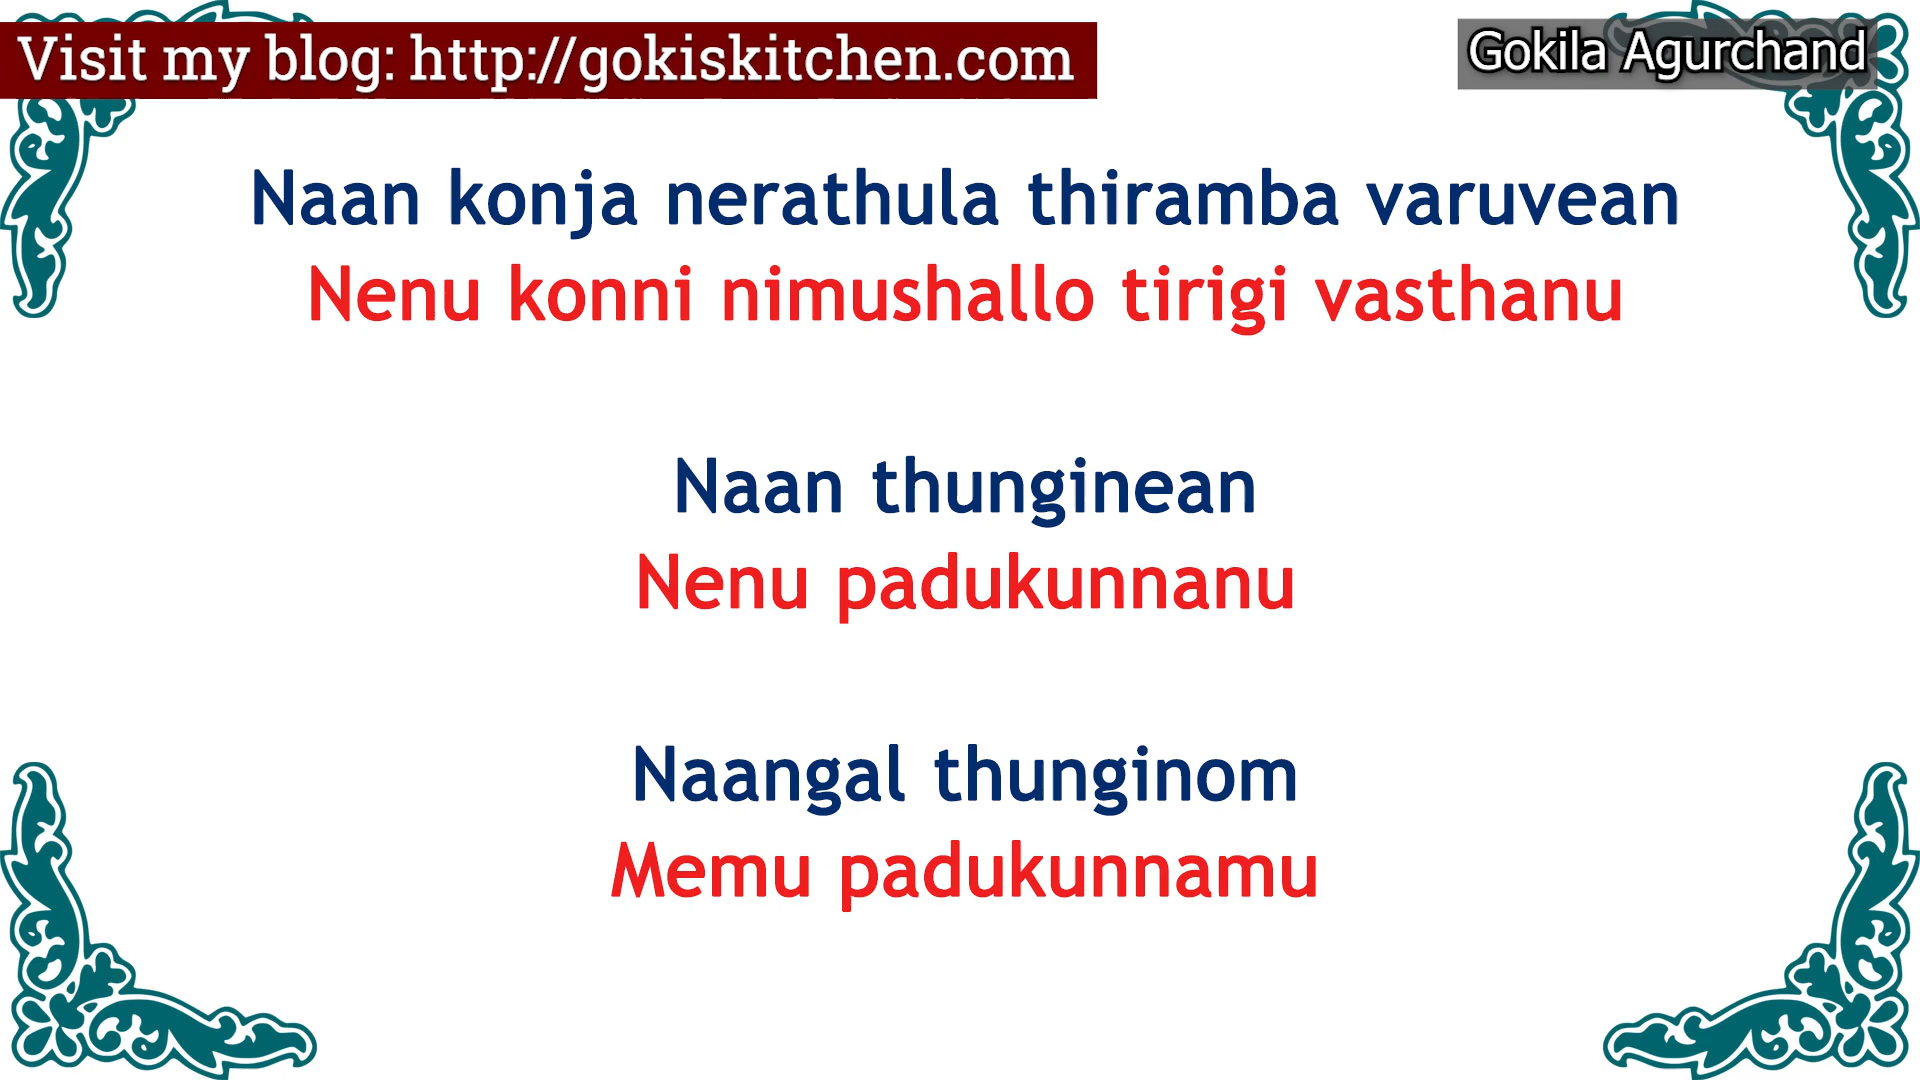 Visit my blog: http://gokiskitchen.com
Gokila Agurchand
Naan konja nerathula thiramba varuvean
Nenu konni nimushallo tirigi vasthanu
Naan thunginean
Nenu padukunnanu
Naangal thunginom
Memu padukunnamu